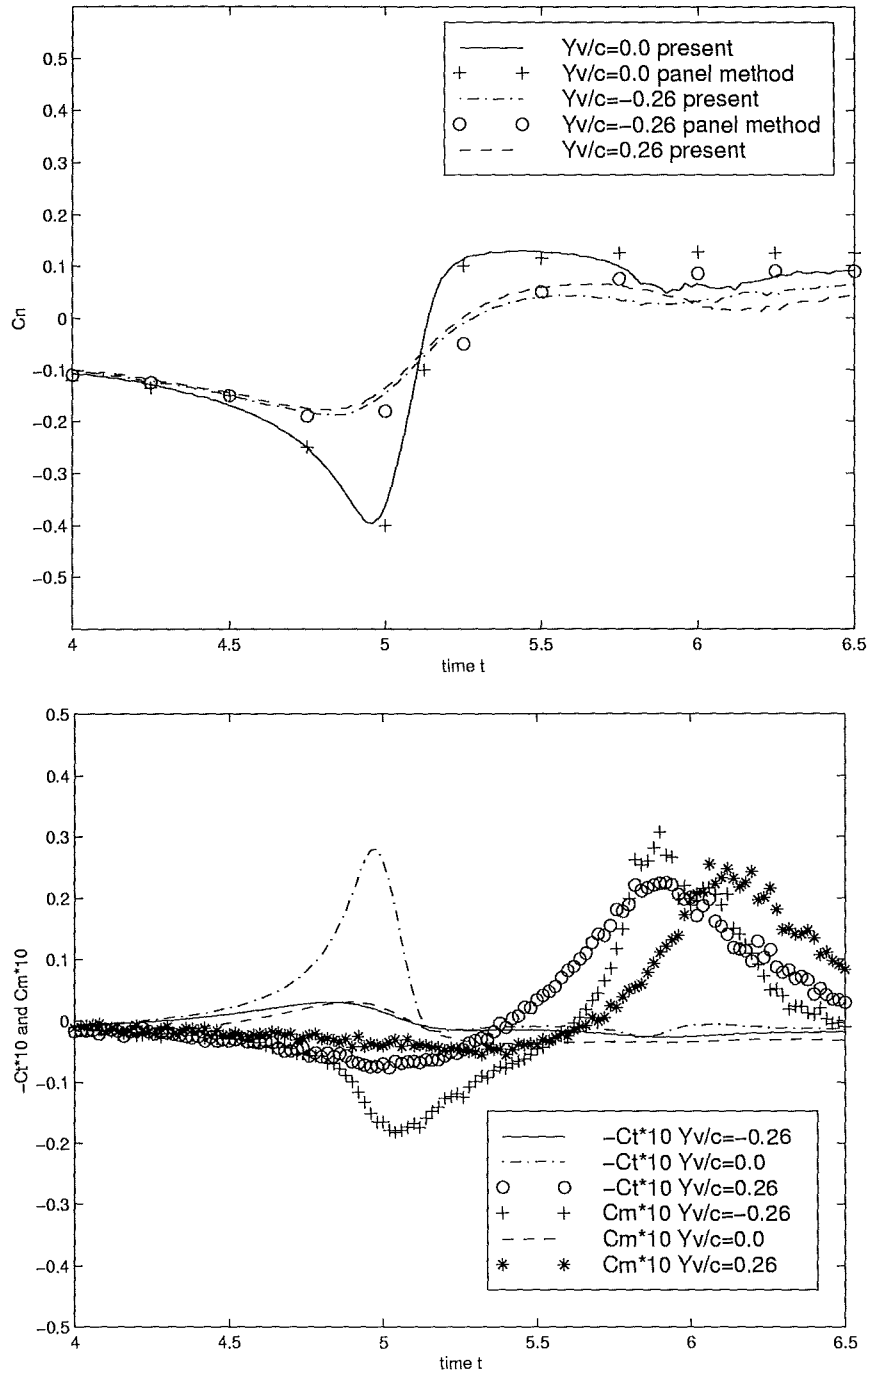 0.5
0.4
0.3
0.2
0.1
0
−0.1
−0.2
−0.3
−0.4
−0.5
Cn
Yv/c=0.0 present
Yv/c=0.0 panel method
Yv/c=−0.26 present
Yv/c=−0.26 panel method
Yv/c=0.26 present
4 4.5 5 5.5 6 6.5
time t
0.5
0.4
0.3
0.2
0.1
0
−0.1
−0.2
−0.3
−0.4
−0.5
−Ct*10 and Cm*10
−Ct*10 Yv/c=−0.26
−Ct*10 Yv/c=0.0
−Ct*10 Yv/c=0.26
Cm*10 Yv/c=−0.26
Cm*10 Yv/c=0.0
Cm*10 Yv/c=0.26
4 4.5 5 5.5 6 6.5
time t